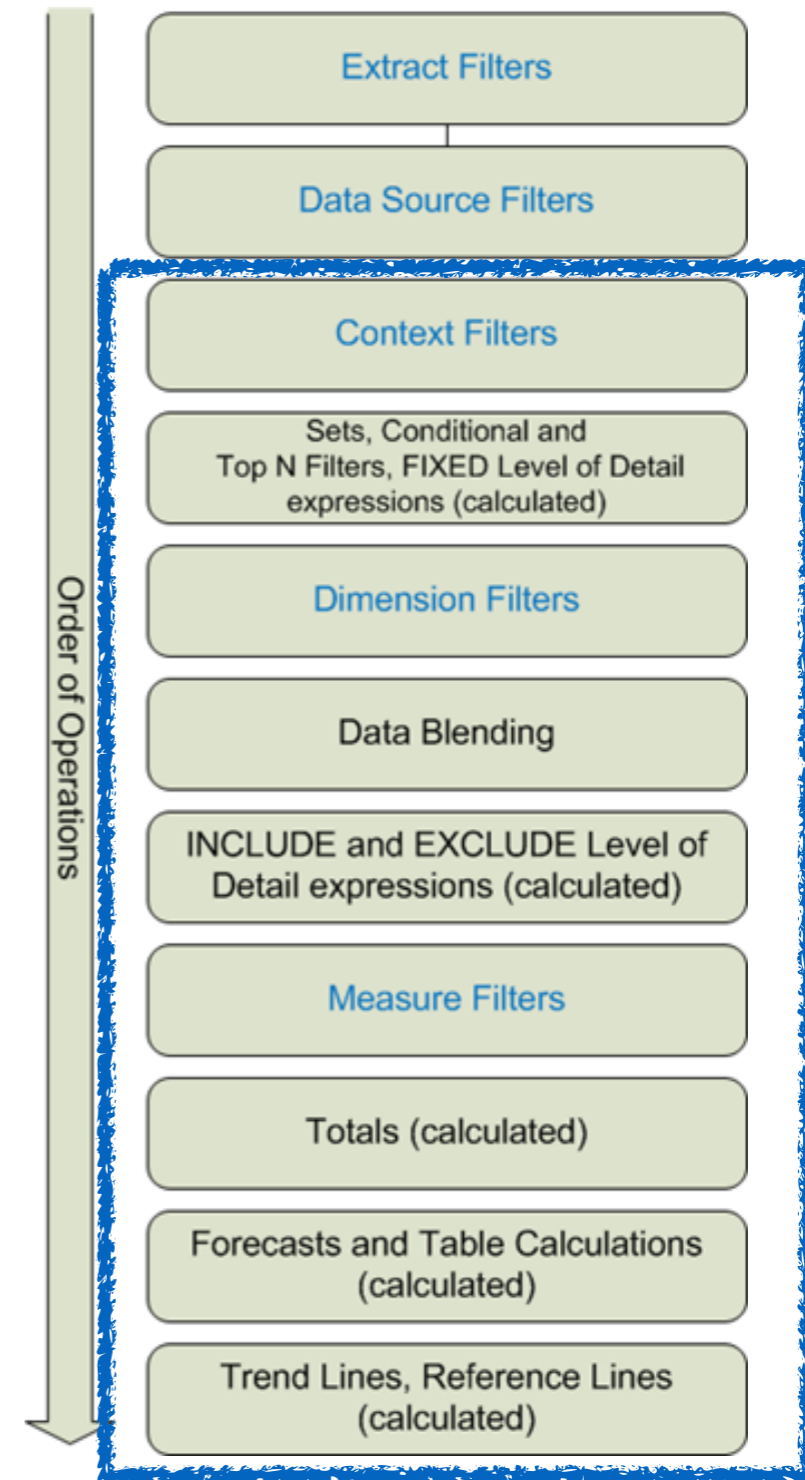 Extract Filters
Data Source Filters
Context Filters
Sets, Conditional and
Top N Filters, FIXED Level of Detail
expressions (calculated)
Dimension Filters
Data Blending
INCLUDE and EXCLUDE Level of
Detail expressions (calculated)
Measure Filters
Totals (calculated)
Forecasts and Table Calculations
(calculated)
Trend Lines, Reference Lines
(calculated)
Order of Operations